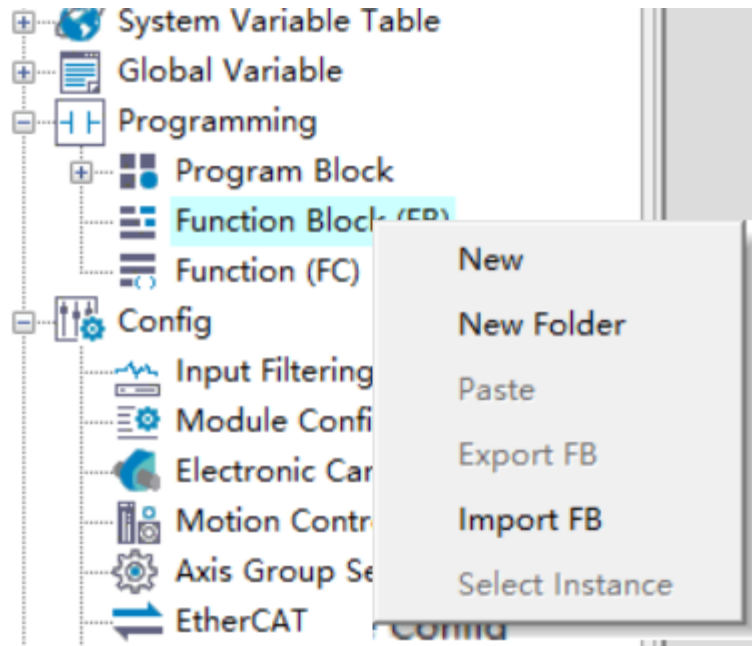 System Variable Table
Global Variable
Programming
Program Block
Function Block (FB)
Function (FC)
Config
Input Filtering
Module Confi
Electronic Car
Motion Contr
Axis Group Se
EtherCAT
Config
New
New Folder
Paste
Export FB
Import FB
Select Instance